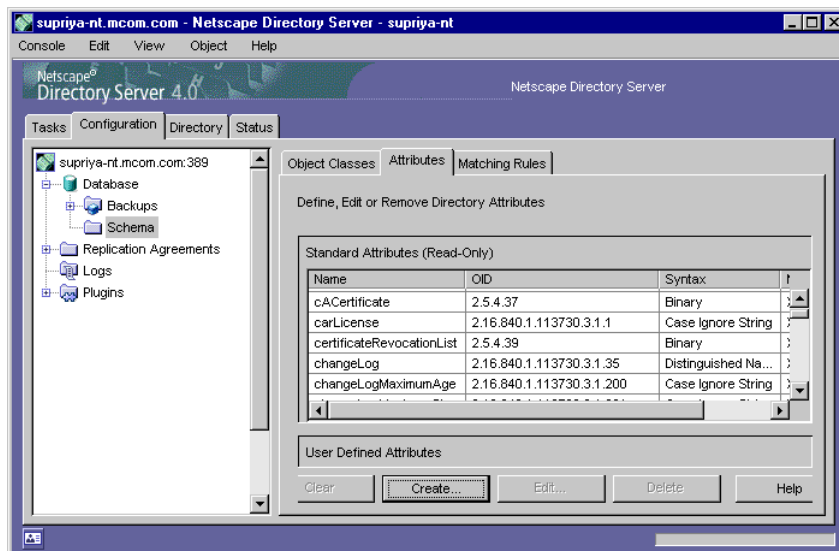 supriya-nt.mcom.com - Netscape Directory Server - supriya-nt
Console Edit View Object Help
Netscape®
Directory Server 4.0
Netscape Directory Server
Tasks Configuration Directory Status
supriya-nt.mcom.com:389
Database
Backups
Schema
Replication Agreements
Logs
Plugins
Object Classes Attributes Matching Rules
Define, Edit or Remove Directory Attributes
Standard Attributes (Read-Only)
Name OID Syntax
cACertificate 2.5.4.37 Binary
carLicense 2.16.840.1.113730.3.1.1 Case Ignore String
certificateRevocationList 2.5.4.39 Binary
changeLog 2.16.840.1.113730.3.1.35 Distinguished Na...
changeLogMaximumAge 2.16.840.1.113730.3.1.200 Case Ignore String
User Defined Attributes
Clear Create... Edit... Delete Help